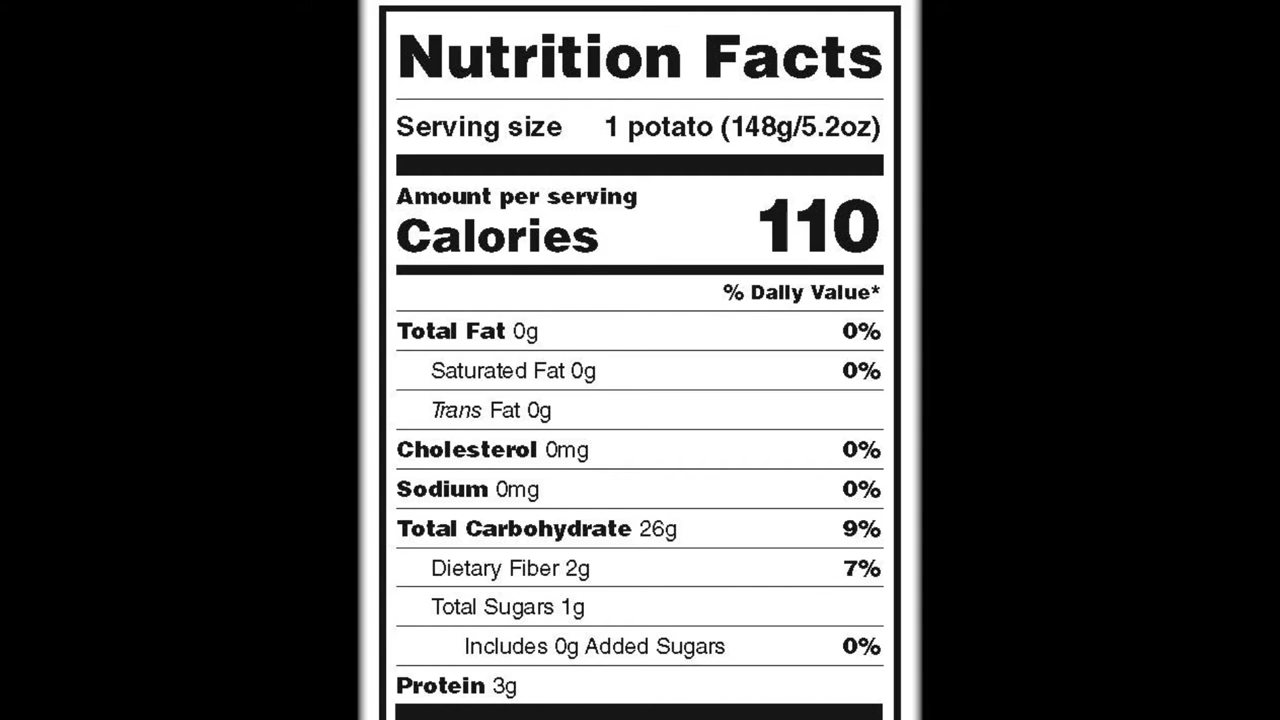 Nutrition Facts
Serving size 1 potato (148g/5.2oz)
Amount per serving
Calories 110
% Daily Value*
Total Fat 0g 0%
Saturated Fat 0g 0%
Trans Fat 0g
Cholesterol 0mg 0%
Sodium 0mg 0%
Total Carbohydrate 26g 9%
Dietary Fiber 2g 7%
Total Sugars 1g
Includes 0g Added Sugars 0%
Protein 3g